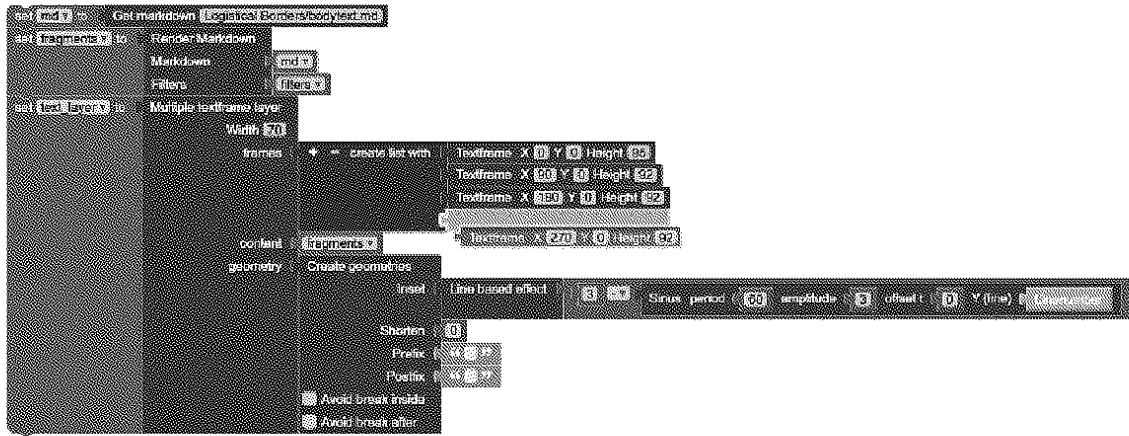 set md ▾ to Get markdown Logistical Borders/bodytext.md
set fragments ▾ to Render Markdown
Markdown md ▾
Filters filters ▾
set text_layer ▾ to Multiple textframe layer
Width 70
frames + - create list with Textframe X 0 Y 0 Height 95
Textframe X 90 Y 0 Height 92
Textframe X 180 Y 0 Height 92
Textframe X 270 Y 0 Height 92
content fragments ▾
geometry Create geometries
Inset Line based effect 3 Sinus period 60 amplitude 3 offset t 0 Y (line) Linenumber
Shorten 0
Prefix “ ”
Postfix “ ”
Avoid break inside
Avoid break after